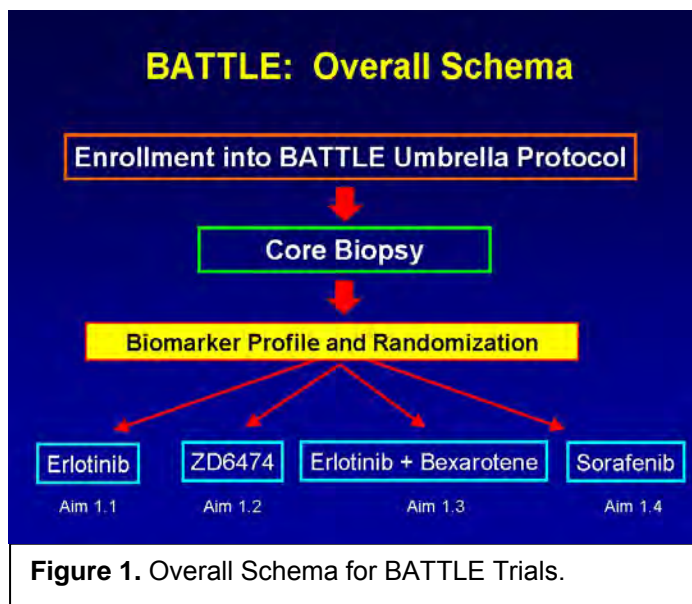 BATTLE: Overall Schema
Enrollment into BATTLE Umbrella Protocol
Core Biopsy
Biomarker Profile and Randomization
Erlotinib
ZD6474
Erlotinib + Bexarotene
Sorafenib
Aim 1.1
Aim 1.2
Aim 1.3
Aim 1.4
Figure 1. Overall Schema for BATTLE Trials.